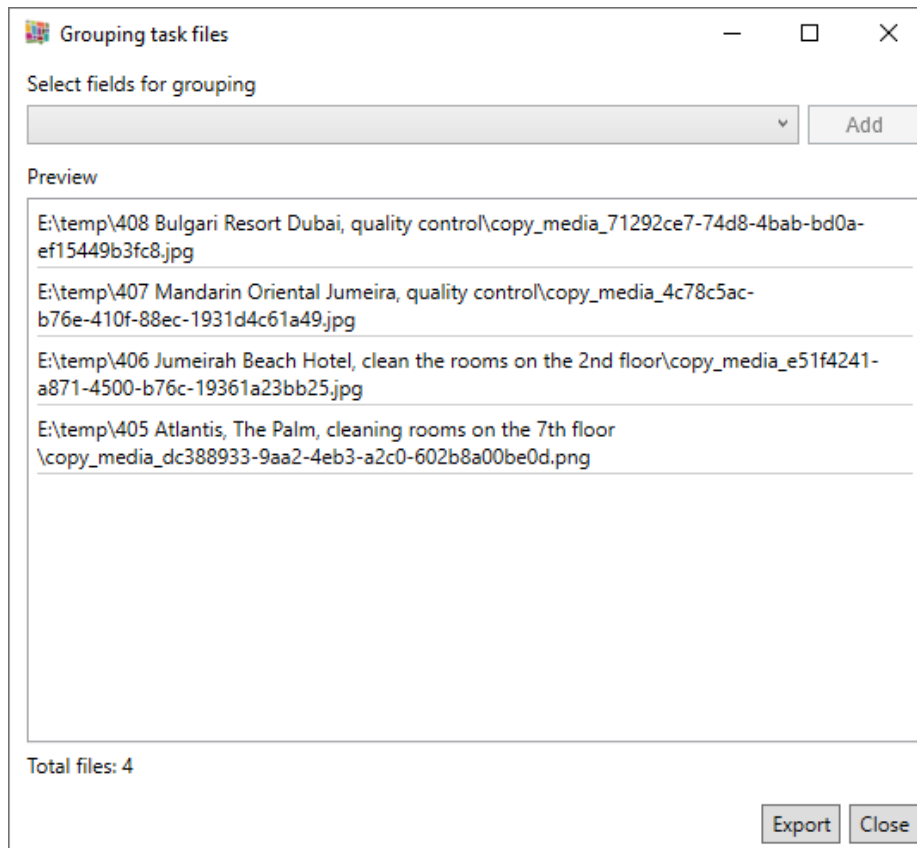 Grouping task files
Select fields for grouping
Add
Preview
E:\temp\408 Bulgari Resort Dubai, quality control\copy_media_71292ce7-74d8-4bab-bd0a-
ef15449b3fc8.jpg
E:\temp\407 Mandarin Oriental Jumeira, quality control\copy_media_4c78c5ac-
b76e-410f-88ec-1931d4c61a49.jpg
E:\temp\406 Jumeirah Beach Hotel, clean the rooms on the 2nd floor\copy_media_e51f4241-
a871-4500-b76c-19361a23bb25.jpg
E:\temp\405 Atlantis, The Palm, cleaning rooms on the 7th floor
\copy_media_dc388933-9aa2-4eb3-a2c0-602b8a00be0d.png
Total files: 4
Export
Close